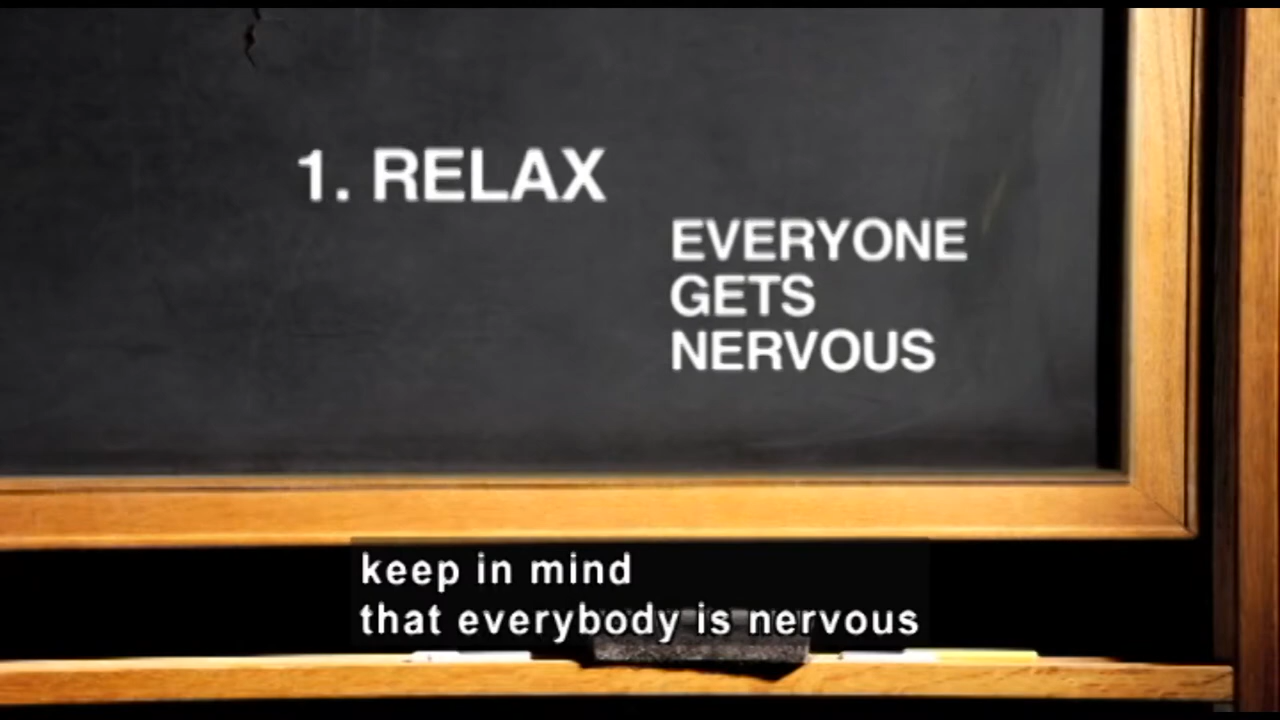 1. RELAX
EVERYONE
GETS
NERVOUS
keep in mind
that everybody is nervous